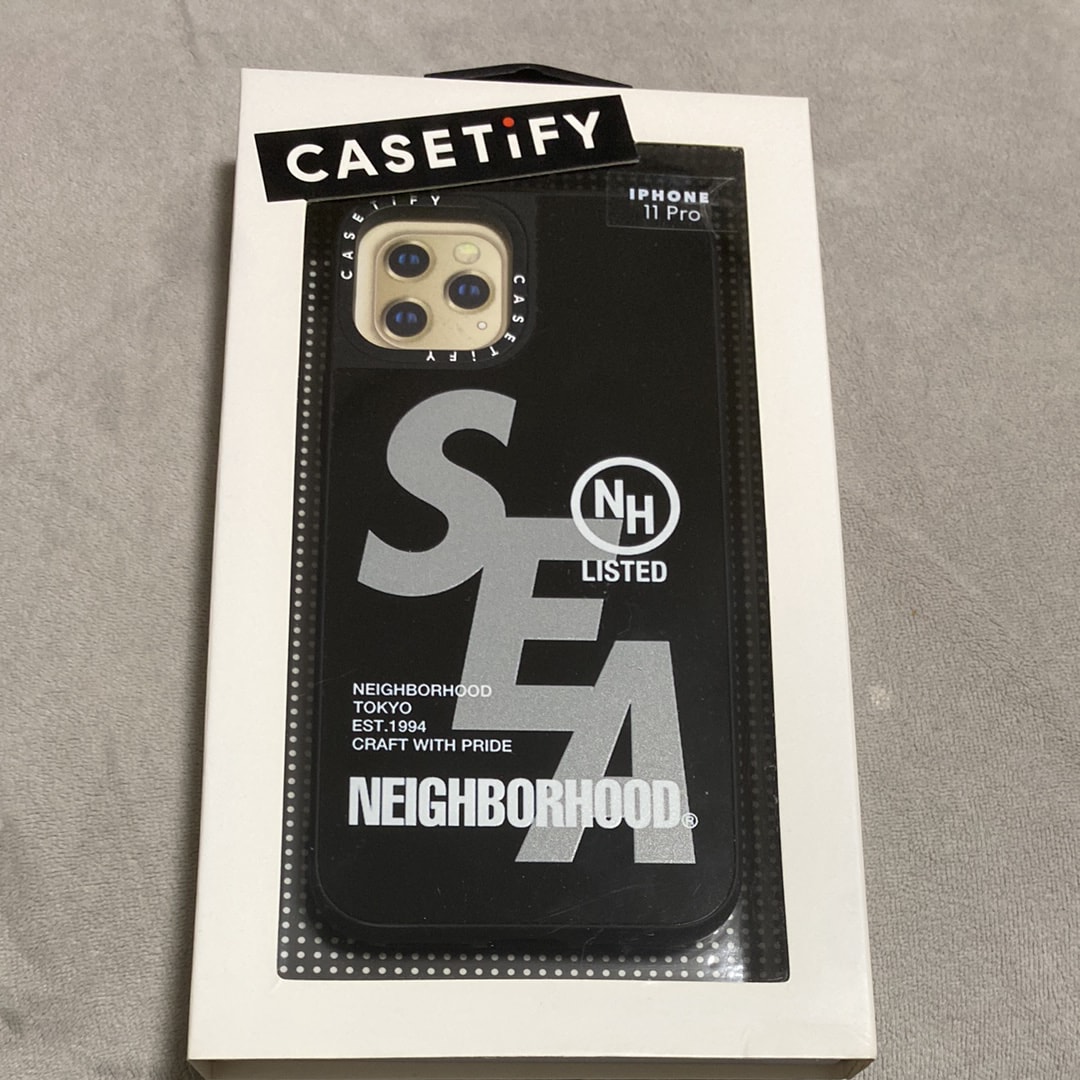 CASETiFY
IPHONE
11 Pro
CASETiFY
CASETiFY
SEA
NH
LISTED
NEIGHBORHOOD
TOKYO
EST.1994
CRAFT WITH PRIDE
NEIGHBORHOOD®